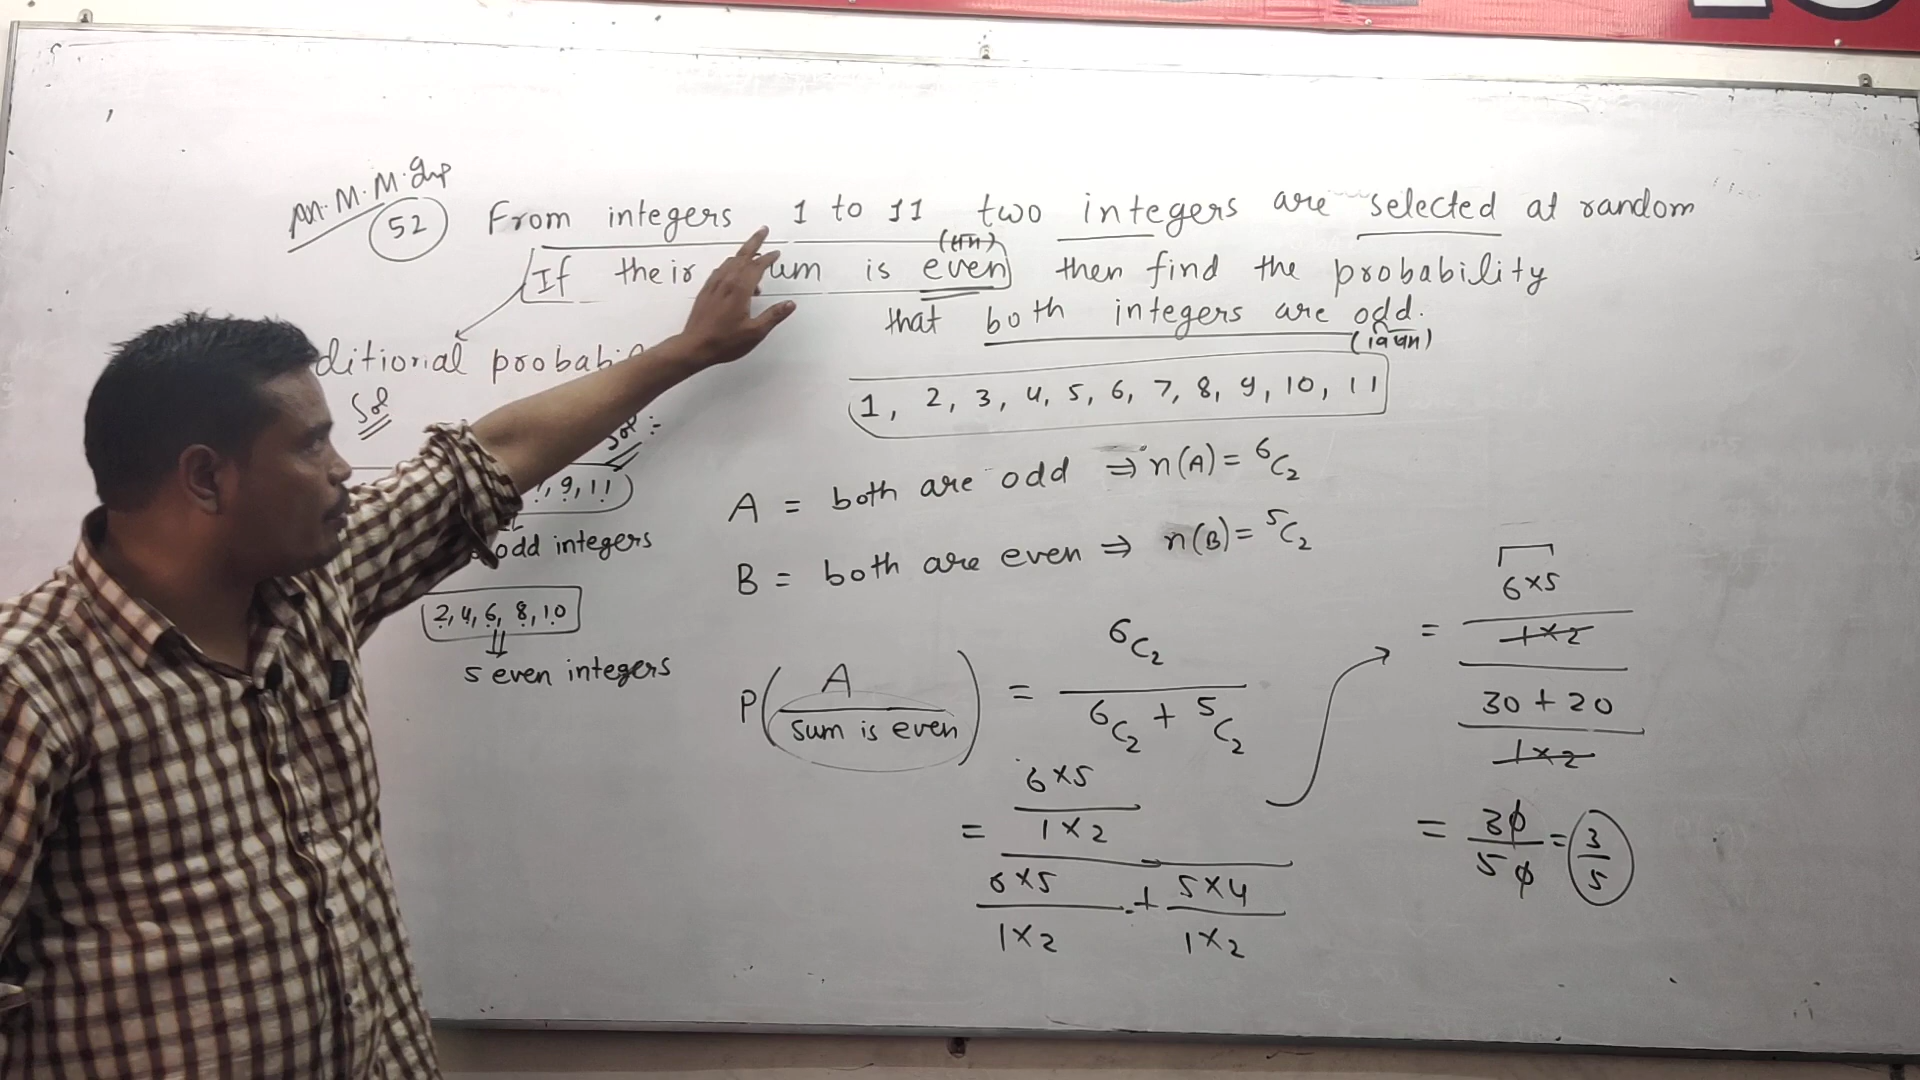 52 From integers 1 to 11 two integers are selected at random
If their sum is even (सम) then find the probability
that both integers are odd.
(विषम)
ditional probabi
Sol
Sol:-
1, 2, 3, 4, 5, 6, 7, 8, 9, 10, 11
, 9, 11
odd integers
2, 4, 6, 8, 10
5 even integers
A = both are odd ⇒ n(A) = ⁶C₂
B = both are even ⇒ n(B) = ⁵C₂
P(A / sum is even) = ⁶C₂ / ⁶C₂ + ⁵C₂
= 6×5 / 1×2
6×5 / 1×2 + 5×4 / 1×2
= 6×5 / 1×2
30 + 20 / 1×2
= 30 / 50 = 3 / 5